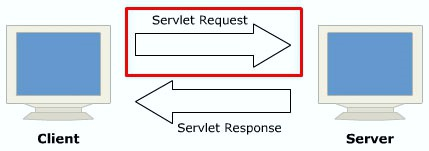 Servlet Request
Servlet Response
Client
Server